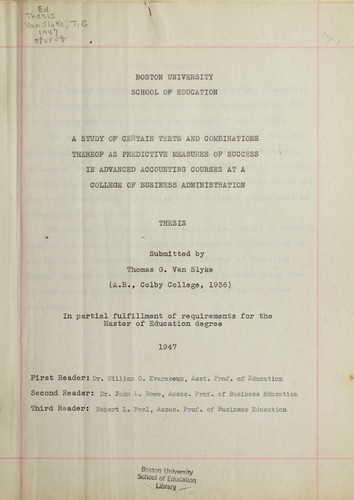 Ed
Thesis
Van Slyke, T. G
1947
BOSTON UNIVERSITY
SCHOOL OF EDUCATION
A STUDY OF CERTAIN TESTS AND COMBINATIONS
THEREOF AS PREDICTIVE MEASURES OF SUCCESS
IN ADVANCED ACCOUNTING COURSES AT A
COLLEGE OF BUSINESS ADMINISTRATION
THESIS
Submitted by
Thomas G. Van Slyke
(A.B., Colby College, 1936)
In partial fulfillment of requirements for the
Master of Education degree
1947
First Reader: Dr. William C. Kvaraceus, Asst. Prof. of Education
Second Reader: Dr. John L. Rowe, Assoc. Prof. of Business Education
Third Reader: Robert L. Peel, Assoc. Prof. of Business Education
Boston University
School of Education
Library